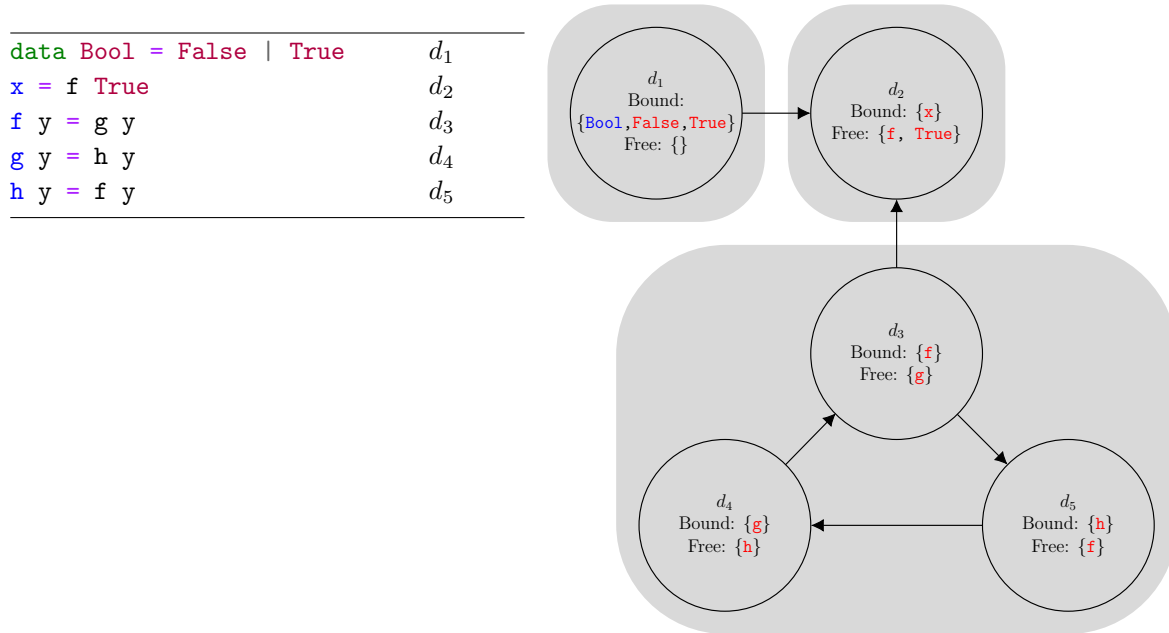 data Bool = False | True d₁
x = f True d₂
f y = g y d₃
g y = h y d₄
h y = f y d₅
d₁
Bound:
{Bool,False,True}
Free: {}
d₂
Bound: {x}
Free: {f, True}
d₃
Bound: {f}
Free: {g}
d₄
Bound: {g}
Free: {h}
d₅
Bound: {h}
Free: {f}